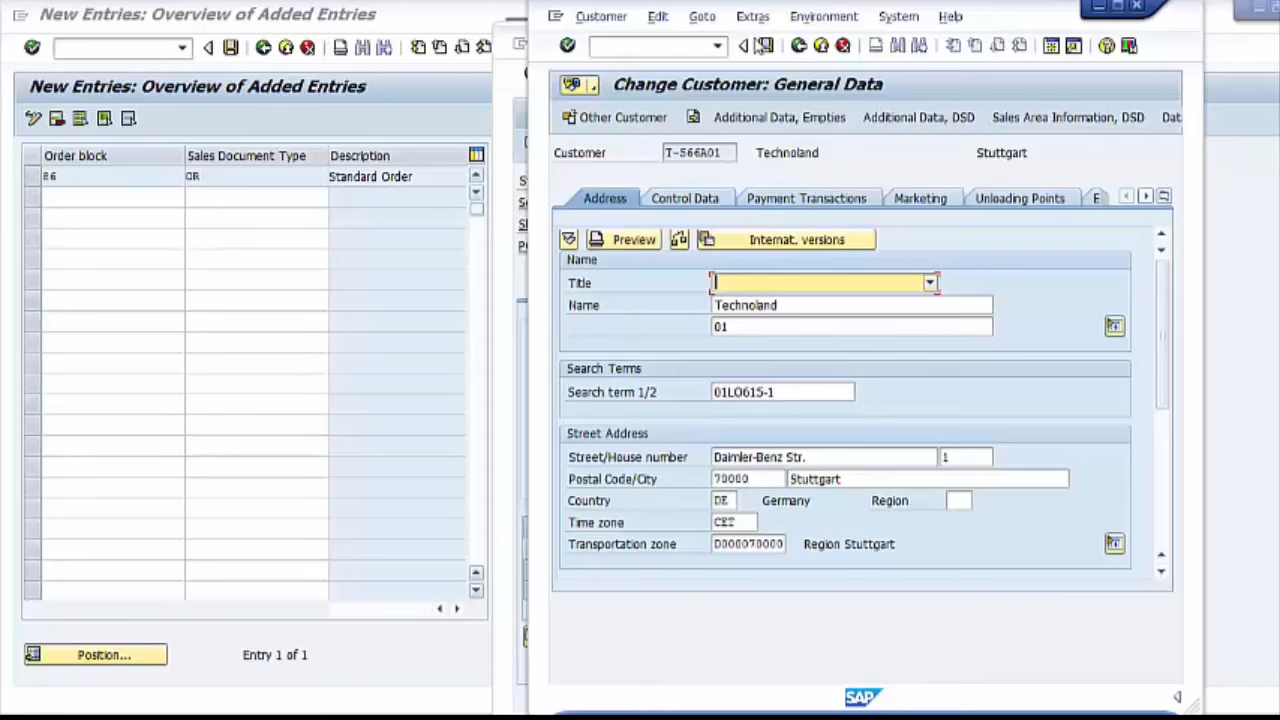 New Entries: Overview of Added Entries
New Entries: Overview of Added Entries
Order block
Sales Document Type
Description
OR
Standard Order
Position...
Entry 1 of 1
Customer
Edit
Goto
Extras
Environment
System
Help
Change Customer: General Data
Other Customer
Additional Data, Empties
Additional Data, DSD
Sales Area Information, DSD
Dat
Customer
T-566A01
Technoland
Stuttgart
Address
Control Data
Payment Transactions
Marketing
Unloading Points
E
Preview
Internat. versions
Name
Title
Name
Technoland
01
Search Terms
Search term 1/2
01LO615-1
Street Address
Street/House number
Daimler-Benz Str.
1
Postal Code/City
70000
Stuttgart
Country
DE
Germany
Region
Time zone
CET
Transportation zone
D000070000
Region Stuttgart
SAP